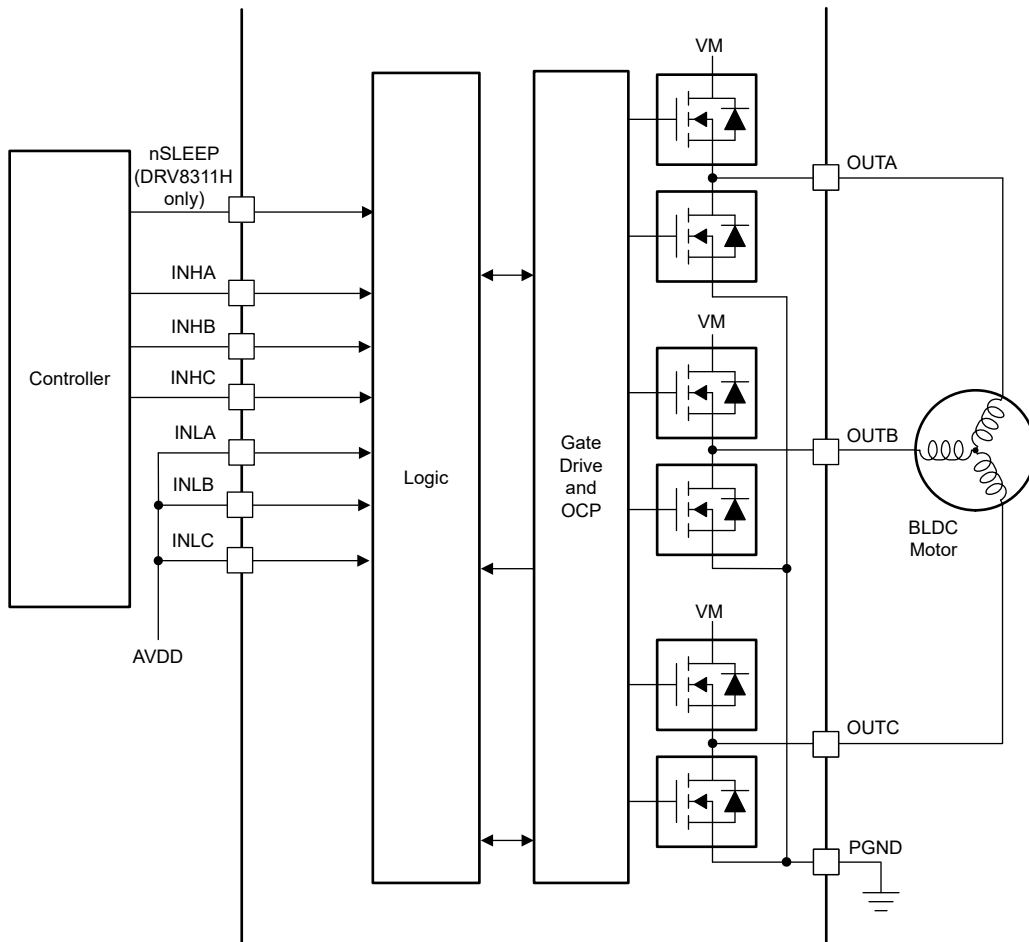 VM
nSLEEP
(DRV8311H
only)
OUTA
INHA
INHB
VM
INHC
Controller
INLA
OUTB
Logic
Gate
Drive
and
OCP
INLB
BLDC
Motor
INLC
VM
AVDD
OUTC
PGND